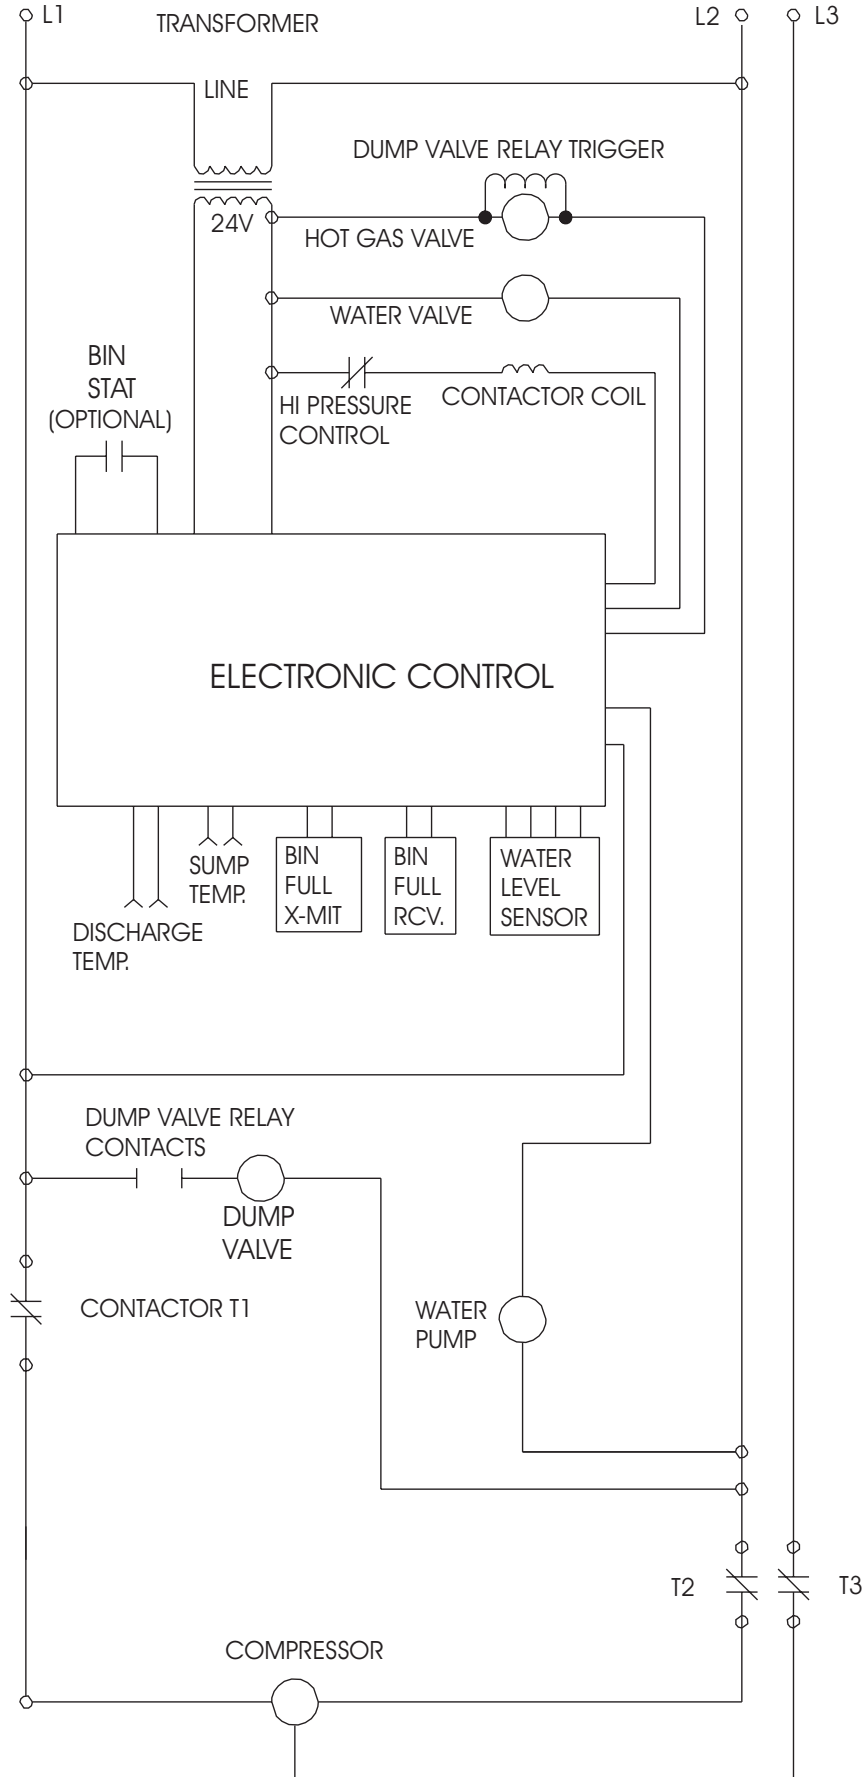 L1
TRANSFORMER
L2
L3
LINE
DUMP VALVE RELAY TRIGGER
24V
HOT GAS VALVE
WATER VALVE
BIN
STAT
(OPTIONAL)
HI PRESSURE
CONTROL
CONTACTOR COIL
ELECTRONIC CONTROL
DISCHARGE
TEMP.
SUMP
TEMP.
BIN
FULL
X-MIT
BIN
FULL
RCV.
WATER
LEVEL
SENSOR
DUMP VALVE RELAY
CONTACTS
DUMP
VALVE
CONTACTOR T1
WATER
PUMP
T2
T3
COMPRESSOR